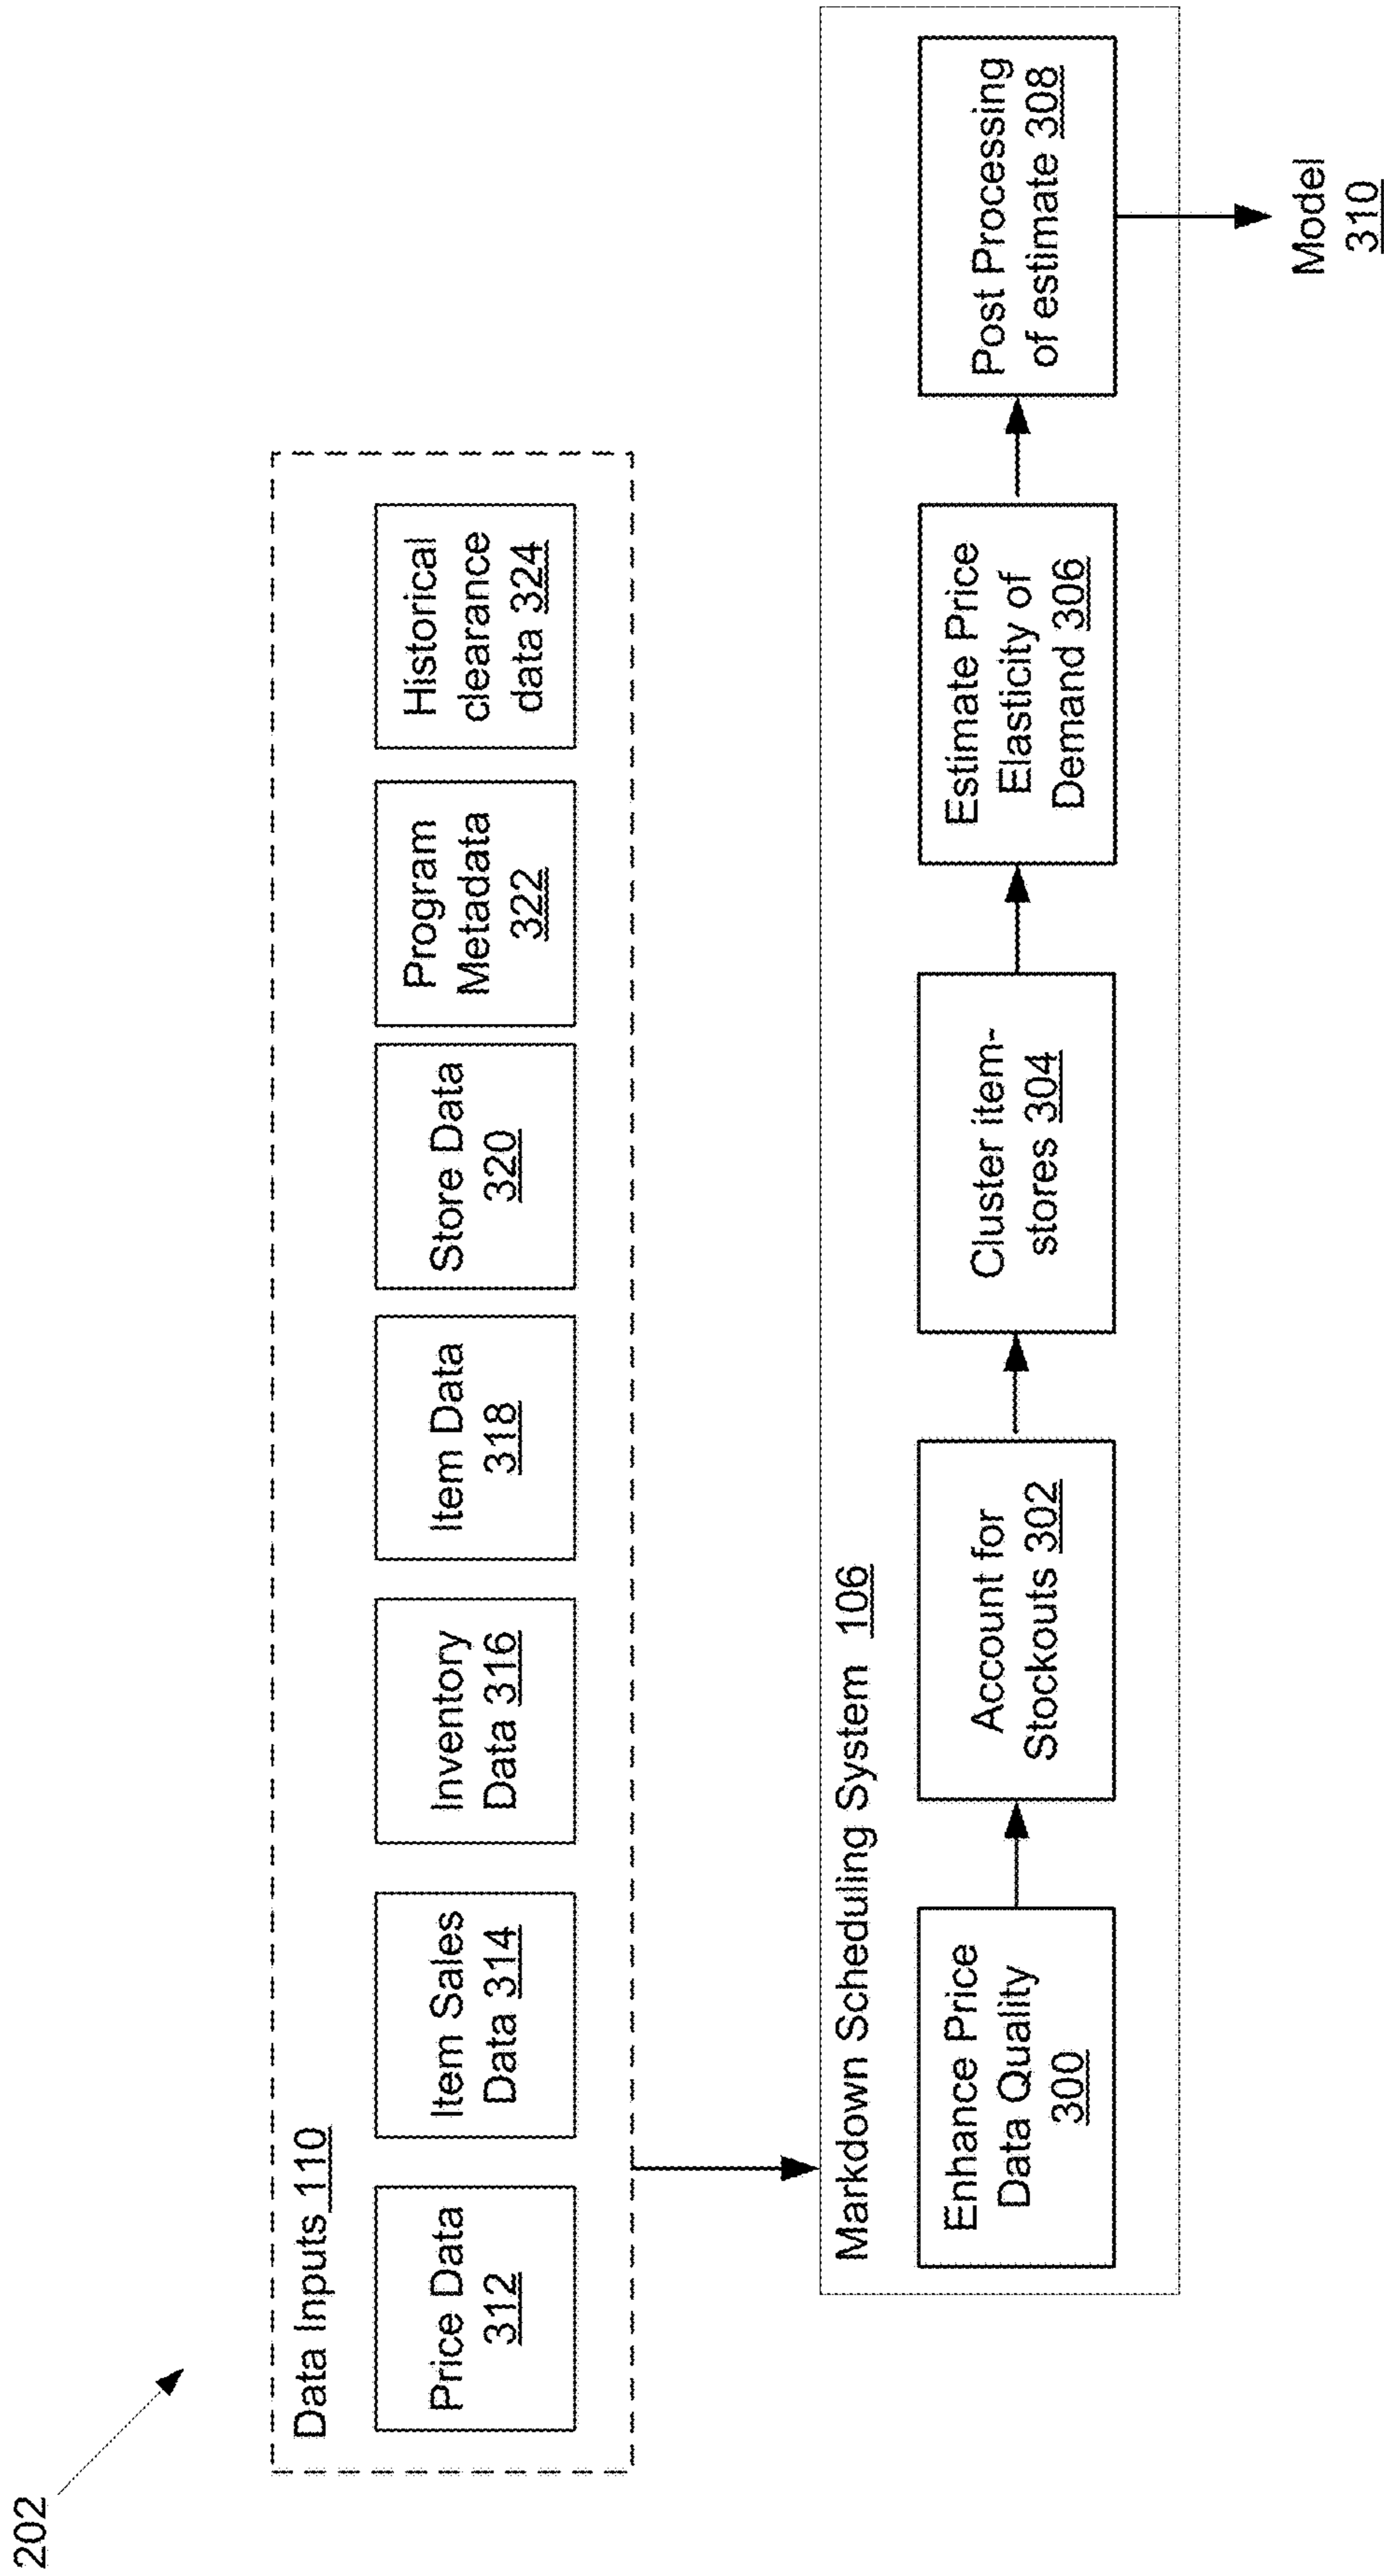 202
Data Inputs 110
Price Data
312
Item Sales
Data 314
Inventory
Data 316
Item Data
318
Store Data
320
Program
Metadata
322
Historical
clearance
data 324
Markdown Scheduling System 106
Enhance Price
Data Quality
300
Account for
Stockouts 302
Cluster item-
stores 304
Estimate Price
Elasticity of
Demand 306
Post Processing
of estimate 308
Model
310